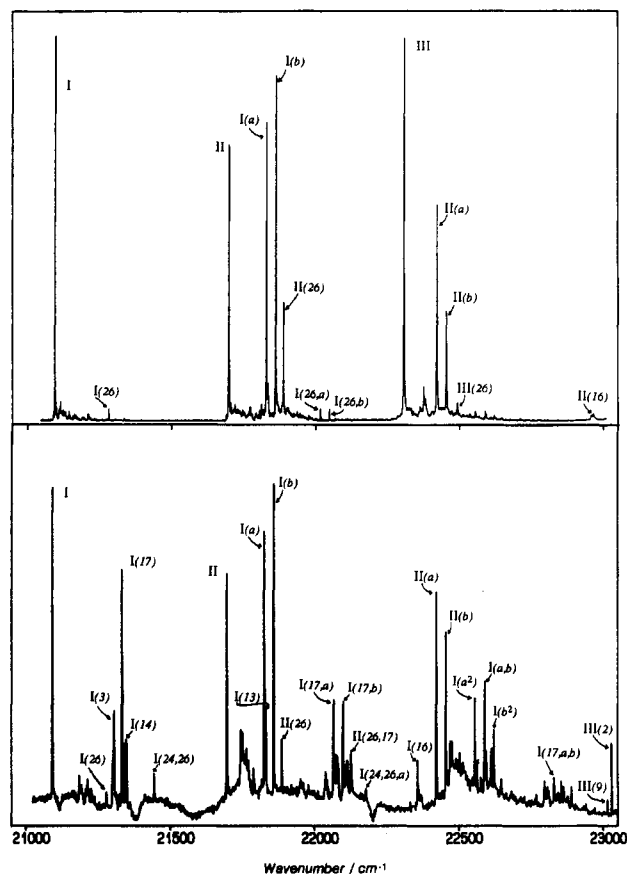 I
I(26)
II
I(a)
I(b)
II(26)
I(26,a)
I(26,b)
III
II(a)
II(b)
III(26)
II(16)
I
I(26)
I(3)
I(17)
I(14)
I(24,26)
II
I(a)
I(b)
I(13)
II(26)
I(17,a)
I(17,b)
II(26,17)
I(24,26,a)
I(16)
II(a)
II(b)
I(a²)
I(a,b)
I(b²)
I(17,a,b)
III(2)
III(9)
21000 21500 22000 22500 23000
Wavenumber / cm⁻¹